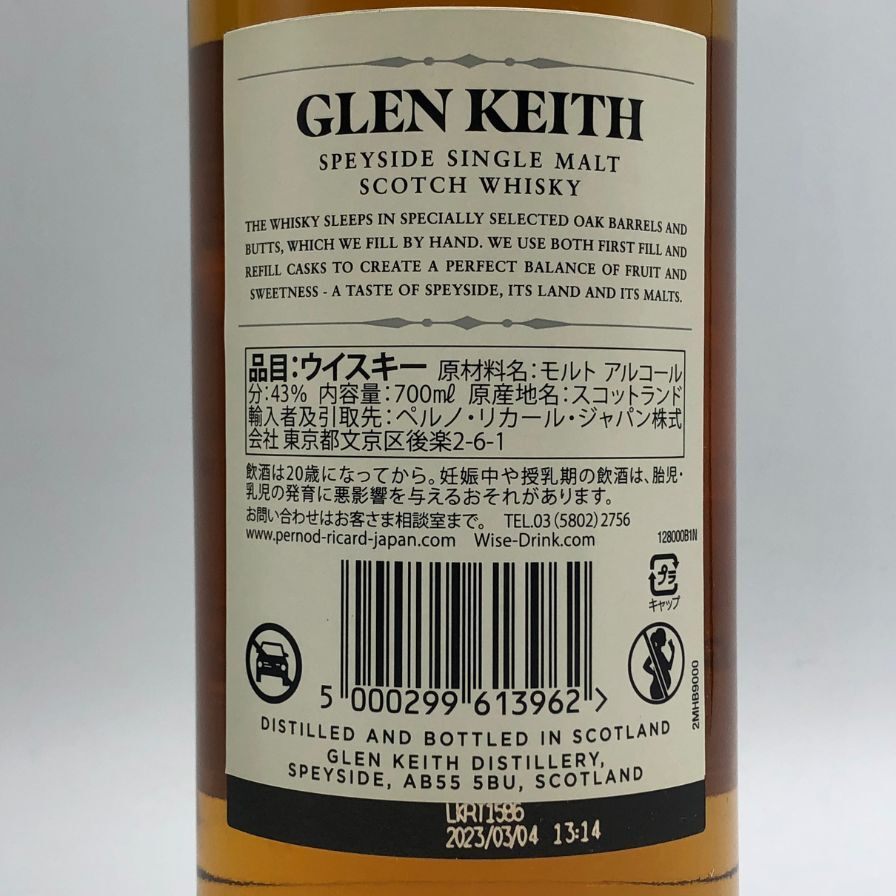 GLEN KEITH
SPEYSIDE SINGLE MALT
SCOTCH WHISKY
THE WHISKY SLEEPS IN SPECIALLY SELECTED OAK BARRELS AND
BUTTS, WHICH WE FILL BY HAND. WE USE BOTH FIRST FILL AND
REFILL CASKS TO CREATE A PERFECT BALANCE OF FRUIT AND
SWEETNESS - A TASTE OF SPEYSIDE, ITS LAND AND ITS MALTS.
品目:ウイスキー 原材料名:モルト アルコール
分:43% 内容量:700mℓ 原産地名:スコットランド
輸入者及引取先:ペルノ・リカール・ジャパン株式
会社 東京都文京区後楽2-6-1
飲酒は20歳になってから。妊娠中や授乳期の飲酒は、胎児・
乳児の発育に悪影響を与えるおそれがあります。
お問い合わせはお客さま相談室まで。 TEL.03(5802)2756
www.pernod-ricard-japan.com Wise-Drink.com
128000B1N
プラ
キャップ
5 000299 613962 >
2MHB9000
DISTILLED AND BOTTLED IN SCOTLAND
GLEN KEITH DISTILLERY,
SPEYSIDE, AB55 5BU, SCOTLAND
LKRT1586
2023/03/04 13:14